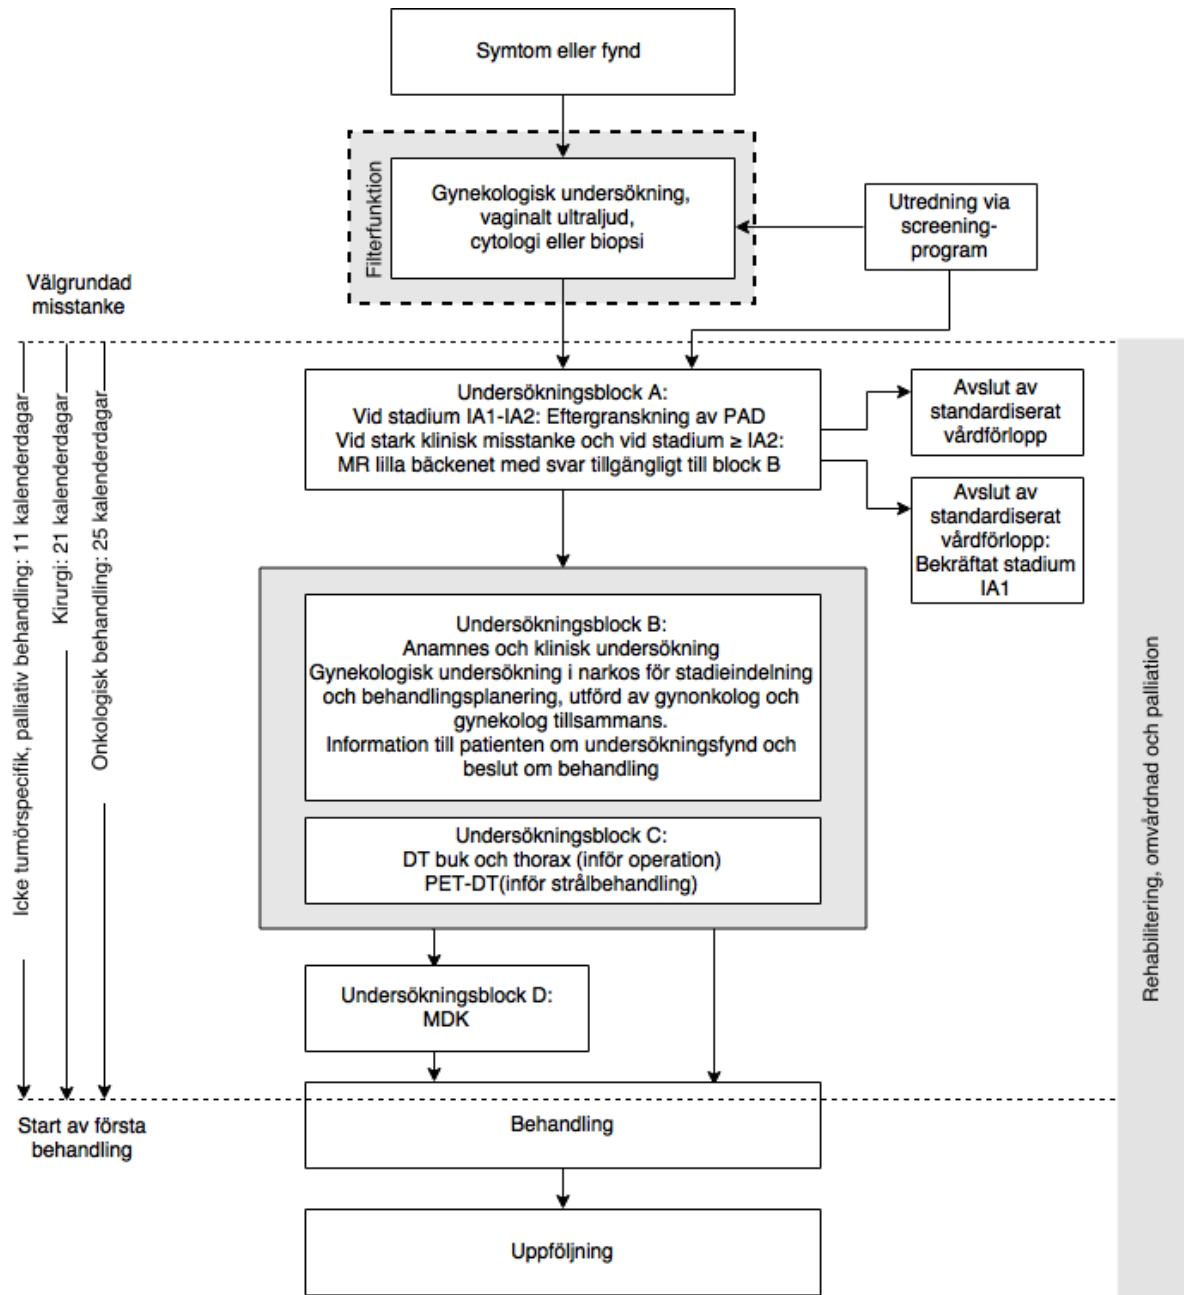 Symtom eller fynd
Filterfunktion
Gynekologisk undersökning,
vaginalt ultraljud,
cytologi eller biopsi
Utredning via
screening-
program
Välgrundad
misstanke
Icke tumörspecifik, palliativ behandling: 11 kalenderdagar
Kirurgi: 21 kalenderdagar
Onkologisk behandling: 25 kalenderdagar
Undersökningsblock A:
Vid stadium IA1-IA2: Eftergranskning av PAD
Vid stark klinisk misstanke och vid stadium ≥ IA2:
MR lilla bäckenet med svar tillgängligt till block B
Avslut av
standardiserat
vårdförlopp
Avslut av
standardiserat
vårdförlopp:
Bekräftat stadium
IA1
Undersökningsblock B:
Anamnes och klinisk undersökning
Gynekologisk undersökning i narkos för stadieindelning
och behandlingsplanering, utförd av gynonkolog och
gynekolog tillsammans.
Information till patienten om undersökningsfynd och
beslut om behandling
Undersökningsblock C:
DT buk och thorax (inför operation)
PET-DT(inför strålbehandling)
Rehabilitering, omvårdnad och palliation
Undersökningsblock D:
MDK
Start av första
behandling
Behandling
Uppföljning